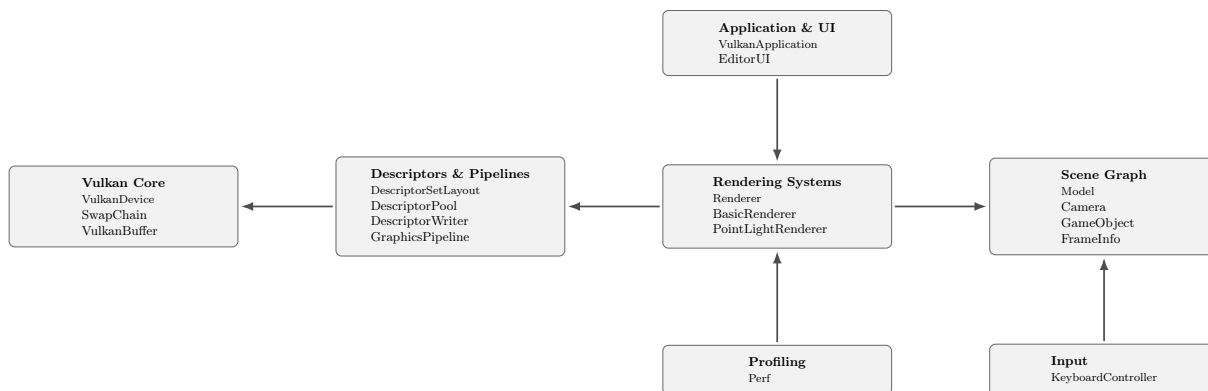 Application & UI
VulkanApplication
EditorUI
Vulkan Core
VulkanDevice
SwapChain
VulkanBuffer
Descriptors & Pipelines
DescriptorSetLayout
DescriptorPool
DescriptorWriter
GraphicsPipeline
Rendering Systems
Renderer
BasicRenderer
PointLightRenderer
Scene Graph
Model
Camera
GameObject
FrameInfo
Profiling
Perf
Input
KeyboardController